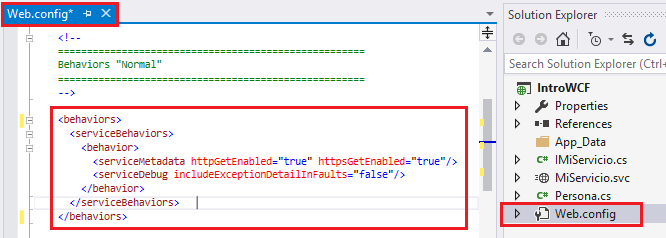 Web.config*
<!--
==================================================
Behaviors "Normal"
==================================================
-->
<behaviors>
<serviceBehaviors>
<behavior>
<serviceMetadata httpGetEnabled="true" httpsGetEnabled="true"/>
<serviceDebug includeExceptionDetailInFaults="false"/>
</behavior>
</serviceBehaviors>
</behaviors>
Solution Explorer
Search Solution Explorer (Ctrl+
IntroWCF
Properties
References
App_Data
C# IMiServicio.cs
MiServicio.svc
C# Persona.cs
Web.config